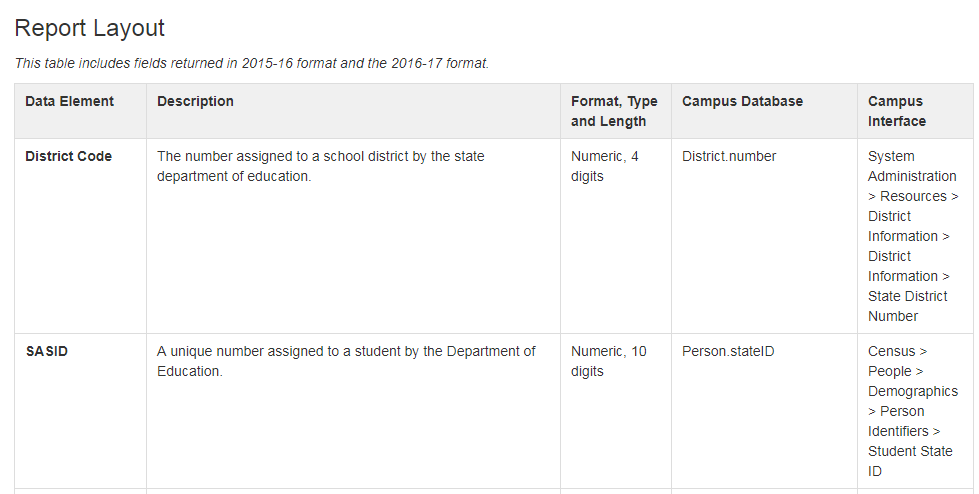 Report Layout
This table includes fields returned in 2015-16 format and the 2016-17 format.
Data Element
Description
Format, Type
and Length
Campus Database
Campus
Interface
District Code
The number assigned to a school district by the state
department of education.
Numeric, 4
digits
District.number
System
Administration
> Resources >
District
Information >
District
Information >
State District
Number
SASID
A unique number assigned to a student by the Department of
Education.
Numeric, 10
digits
Person.stateID
Census >
People >
Demographics
> Person
Identifiers >
Student State
ID